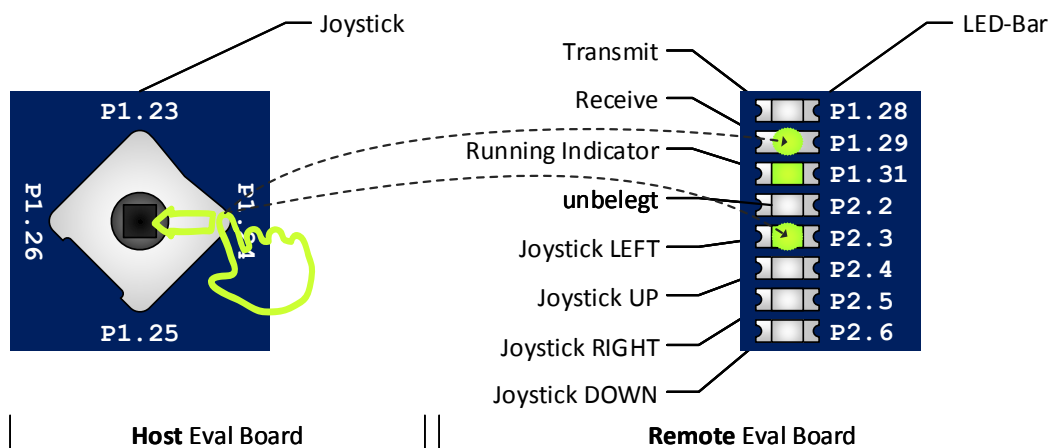 Joystick
LED-Bar
Transmit
P1.23
Receive
P1.28
P1.29
Running Indicator
P1.31
P1.26
unbelegt
P2.2
Joystick LEFT
P2.3
Joystick UP
P2.4
P2.5
P1.25
Joystick RIGHT
P2.6
Joystick DOWN
Host Eval Board
Remote Eval Board